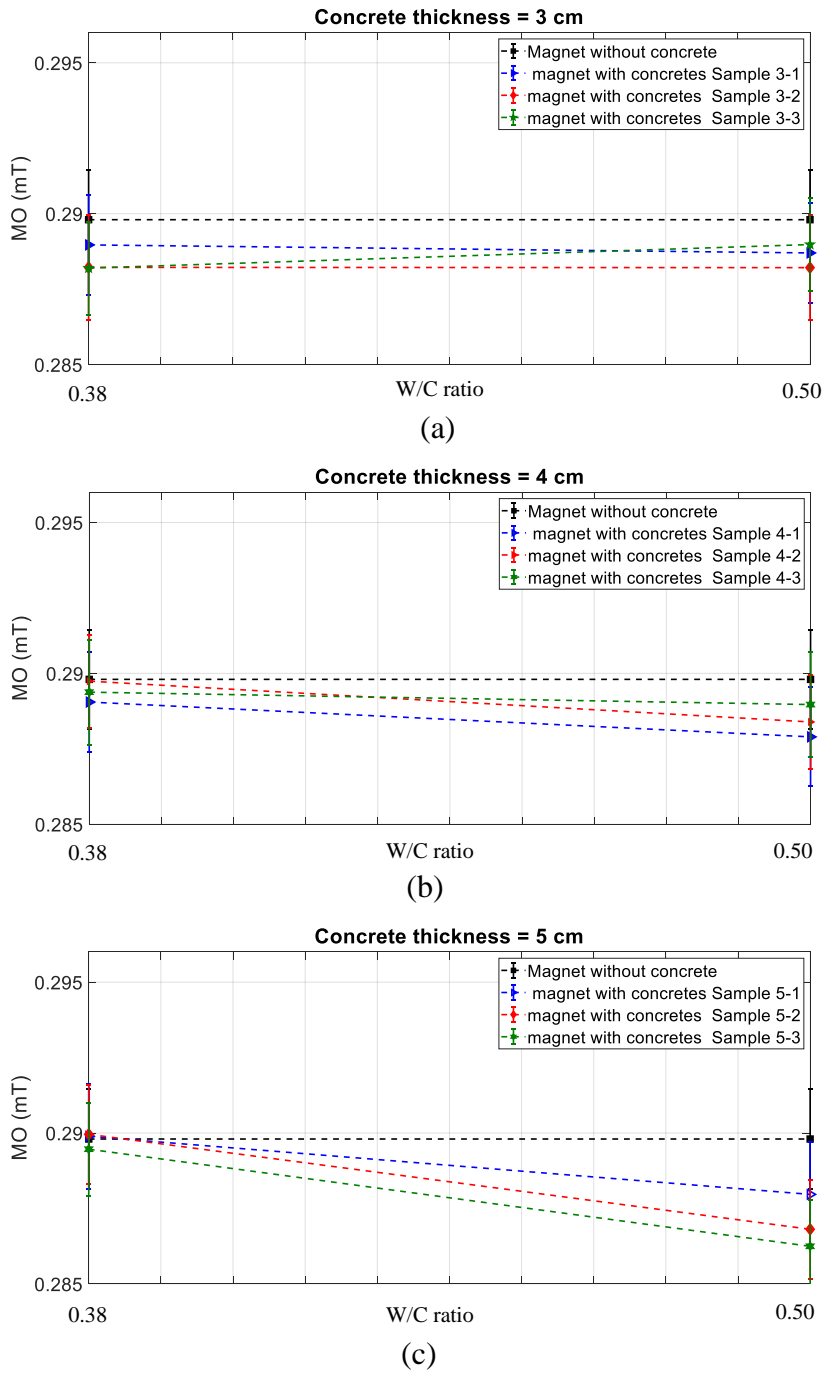 Concrete thickness = 3 cm
0.295
0.29
0.285
MO (mT)
Magnet without concrete
magnet with concretes Sample 3-1
magnet with concretes Sample 3-2
magnet with concretes Sample 3-3
0.38
W/C ratio
0.50
(a)
Concrete thickness = 4 cm
0.295
0.29
0.285
MO (mT)
Magnet without concrete
magnet with concretes Sample 4-1
magnet with concretes Sample 4-2
magnet with concretes Sample 4-3
0.38
W/C ratio
0.50
(b)
Concrete thickness = 5 cm
0.295
0.29
0.285
MO (mT)
Magnet without concrete
magnet with concretes Sample 5-1
magnet with concretes Sample 5-2
magnet with concretes Sample 5-3
0.38
W/C ratio
0.50
(c)